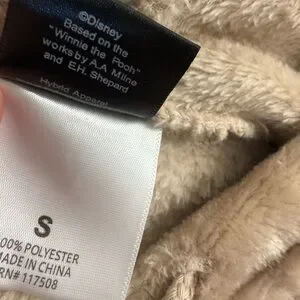 ©Disney
Based on the
"Winnie the Pooh"
works by A.A. Milne
and E.H. Shepard
Hybrid Apparel
S
00% POLYESTER
MADE IN CHINA
RN# 117508